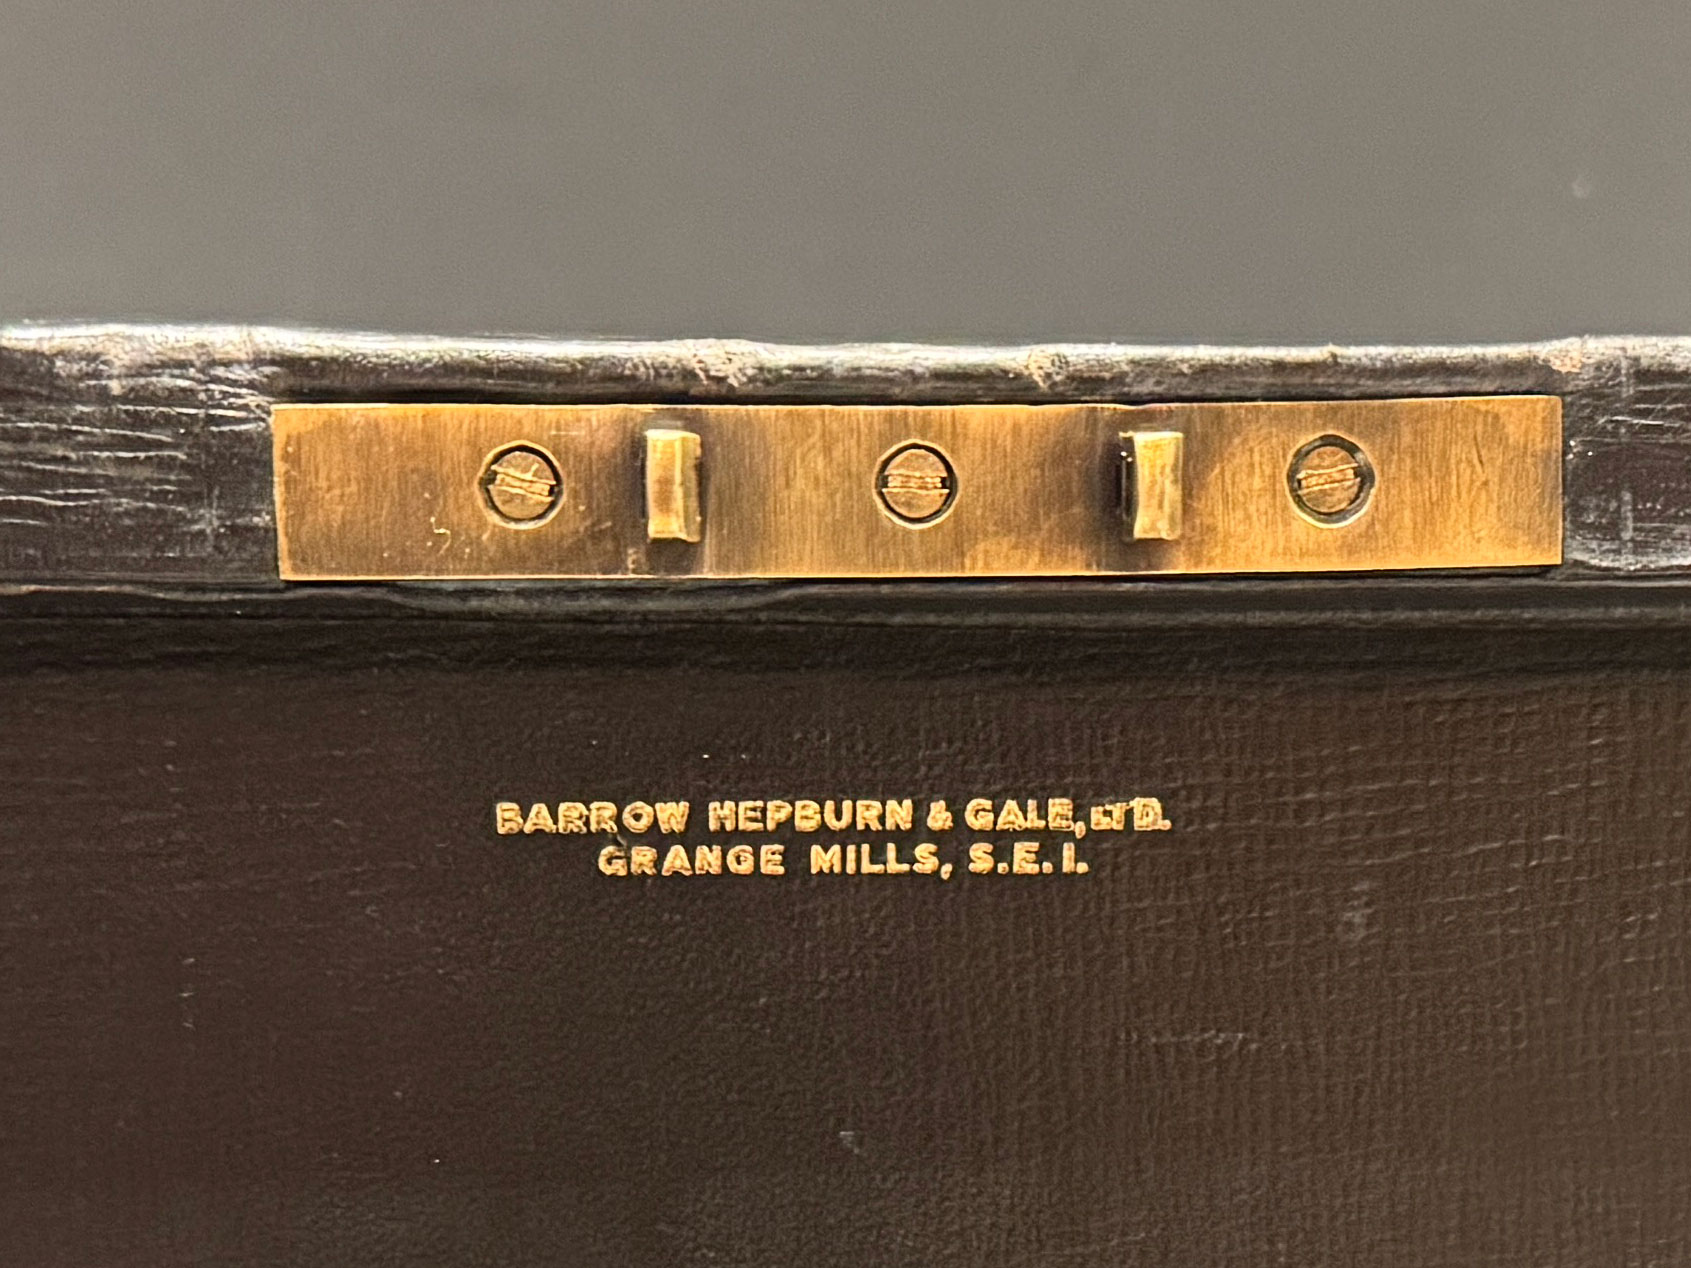 BARROW HEPBURN & GALE, LTD.
GRANGE MILLS, S.E.1.